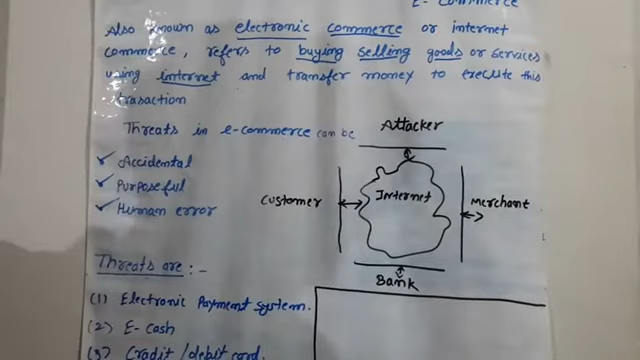 E-Commerce
Also known as electronic commerce or internet
commerce, refers to buying selling goods or services
using internet and transfer money to execute this
trasaction
Threats in e-commerce can be
✓ Accidental
✓ Purposeful
✓ Human error
Attacker
Customer
Internet
Merchant
Bank
Threats are :-
(1) Electronic Payment system.
(2) E-cash
(3) Cradit /debit card.